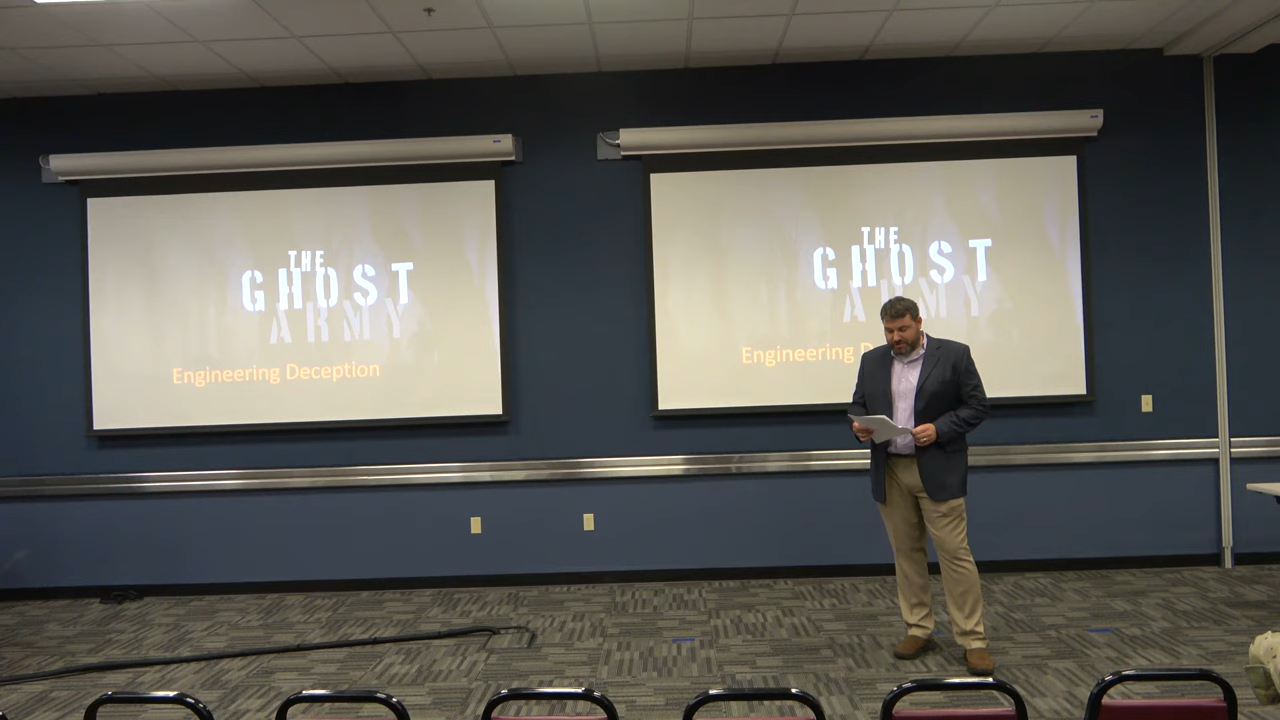 THE
GHOST
ARMY
Engineering Deception
THE
GHOST
ARMY
Engineering D